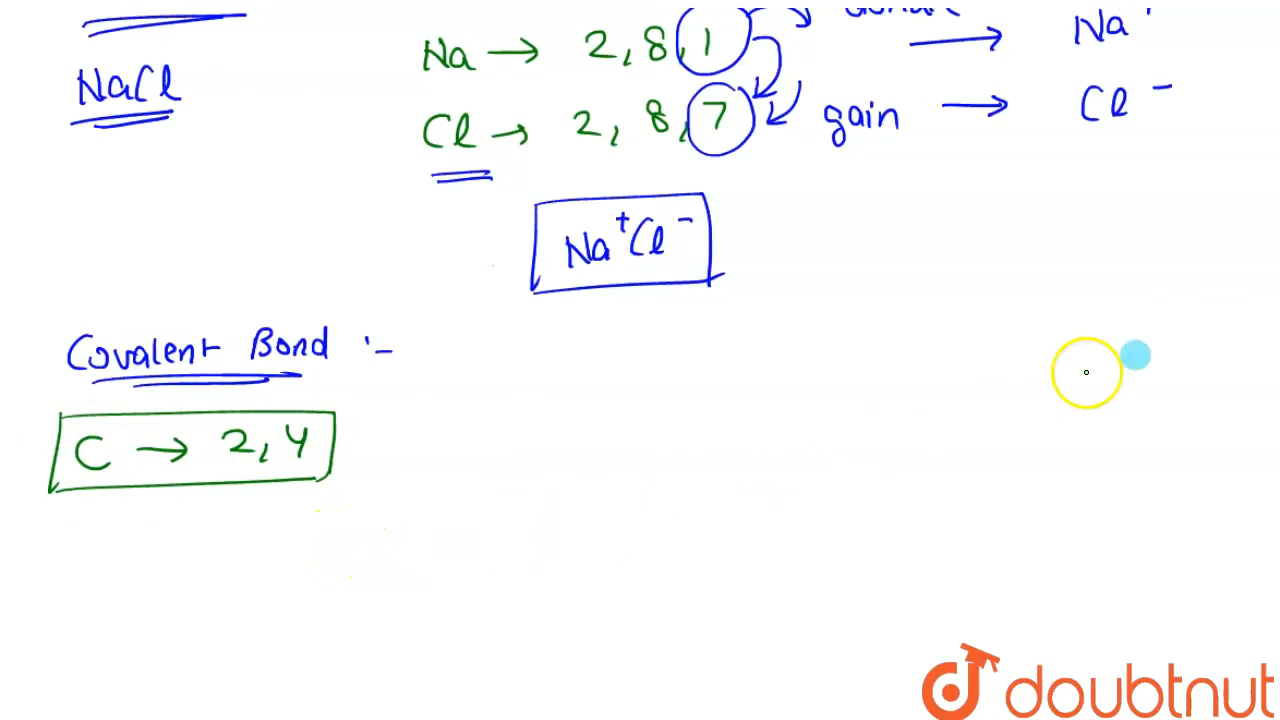 Na → 2, 8, 1 → Na⁺
NaCl
Cl → 2, 8, 7 gain → Cl⁻
Na⁺Cl⁻
Covalent Bond :-
C → 2, 4
doubtnut